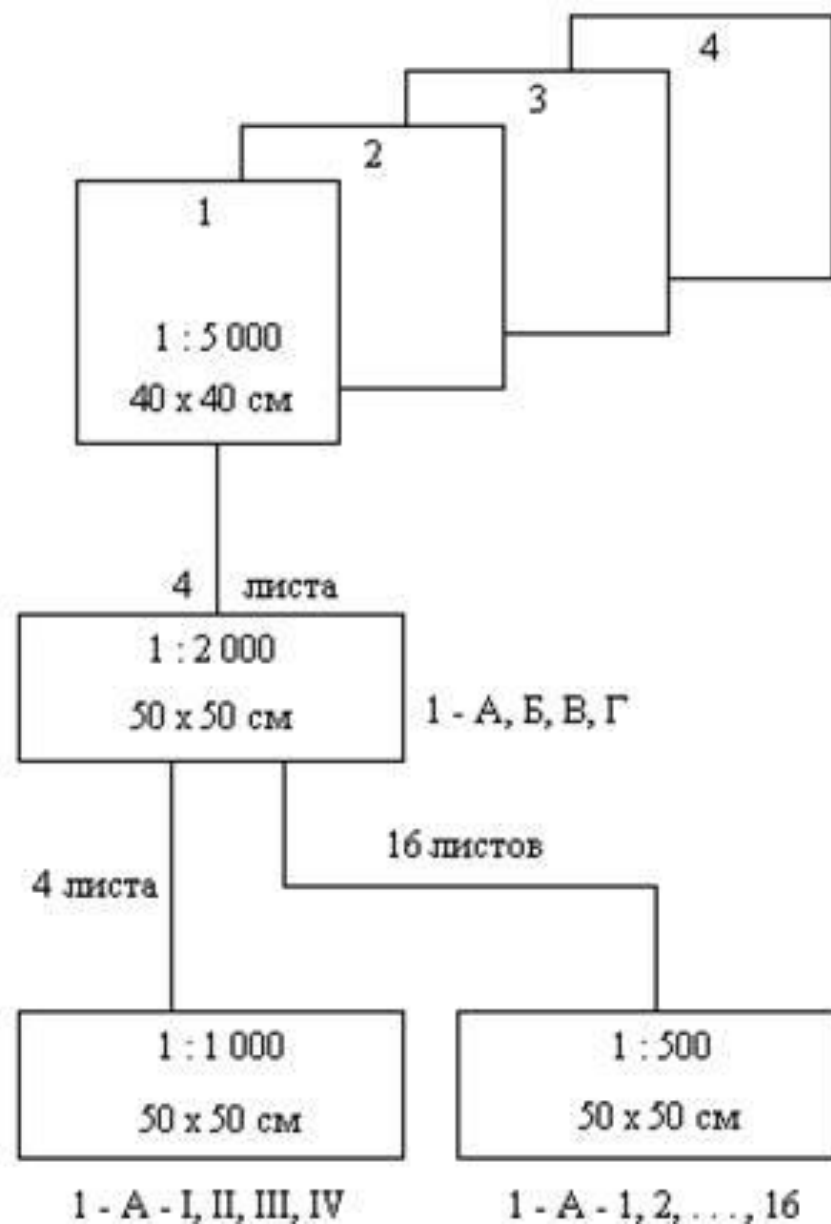 4
3
2
1
1 : 5 000
40 x 40 см
4 листа
1 : 2 000
50 x 50 см
1 - А, Б, В, Г
16 листов
4 листа
1 : 1 000
50 x 50 см
1 : 500
50 x 50 см
1 - А - I, II, III, IV
1 - А - 1, 2, . . . , 16